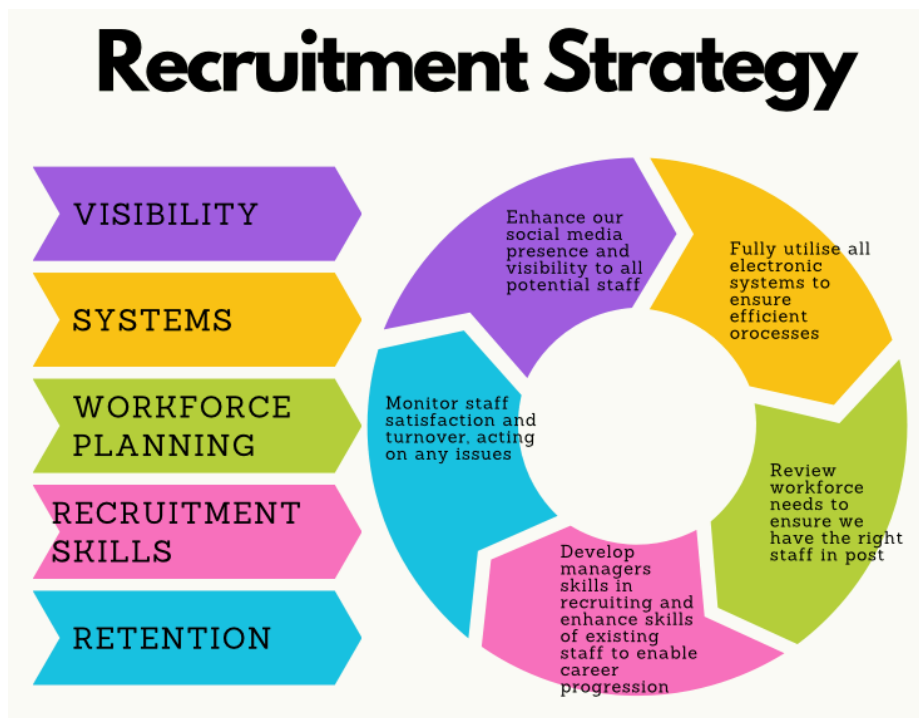 Recruitment Strategy
VISIBILITY
SYSTEMS
WORKFORCE
PLANNING
RECRUITMENT
SKILLS
RETENTION
Enhance our
social media
presence and
visibility to all
potential staff
Fully utilise all
electronic
systems to
ensure
efficient
orocesses
Review
workforce
needs to
ensure we
have the right
staff in post
Develop
managers
skills in
recruiting and
enhance skills
of existing
staff to enable
career
progression
Monitor staff
satisfaction and
turnover, acting
on any issues